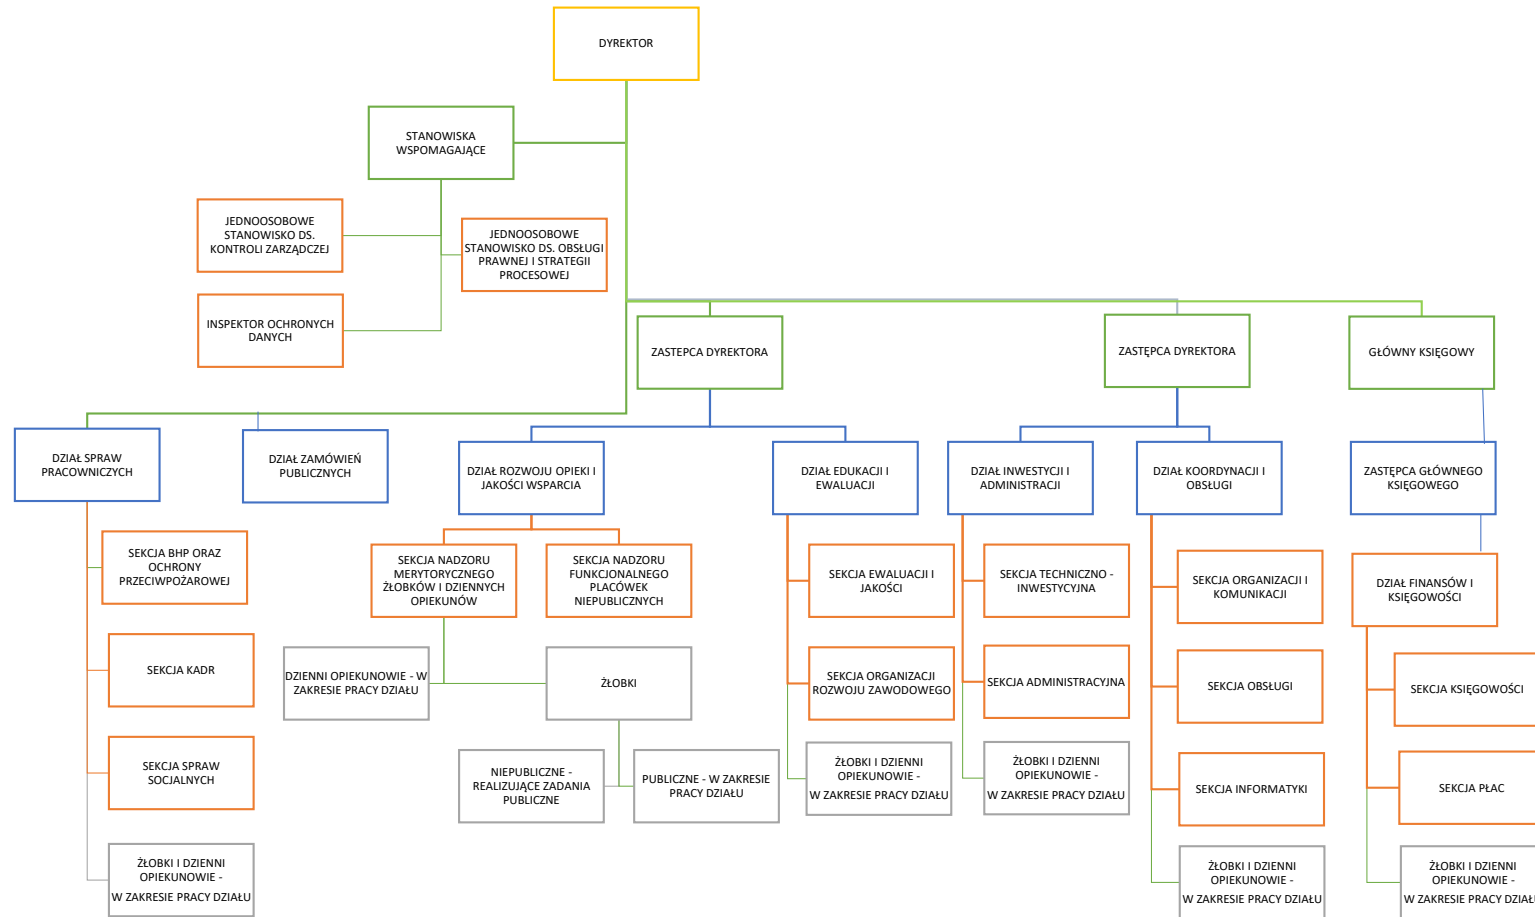 DYREKTOR
STANOWISKA
WSPOMAGAJĄCE
JEDNOOSOBOWE
STANOWISKO DS.
KONTROLI ZARZĄDCZEJ
JEDNOOSOBOWE
STANOWISKO DS. OBSŁUGI
PRAWNEJ I STRATEGII
PROCESOWEJ
INSPEKTOR OCHRONYCH
DANYCH
ZASTEPCA DYREKTORA
ZASTĘPCA DYREKTORA
GŁÓWNY KSIĘGOWY
DZIAŁ SPRAW
PRACOWNICZYCH
DZIAŁ ZAMÓWIEŃ
PUBLICZNYCH
DZIAŁ ROZWOJU OPIEKI I
JAKOŚCI WSPARCIA
DZIAŁ EDUKACJI I
EWALUACJI
DZIAŁ INWESTYCJI I
ADMINISTRACJI
DZIAŁ KOORDYNACJI I
OBSŁUGI
ZASTĘPCA GŁÓWNEGO
KSIĘGOWEGO
SEKCJA BHP ORAZ
OCHRONY
PRZECIWPOŻAROWEJ
SEKCJA NADZORU
MERYTORYCZNEGO
ŻŁOBKÓW I DZIENNYCH
OPIEKUNÓW
SEKCJA NADZORU
FUNKCJONALNEGO
PLACÓWEK
NIEPUBLICZNYCH
SEKCJA EWALUACJI I
JAKOŚCI
SEKCJA TECHNICZNO -
INWESTYCYJNA
SEKCJA ORGANIZACJI I
KOMUNIKACJI
DZIAŁ FINANSÓW I
KSIĘGOWOŚCI
SEKCJA KADR
DZIENNI OPIEKUNOWIE - W
ZAKRESIE PRACY DZIAŁU
ŻŁOBKI
SEKCJA ORGANIZACJI
ROZWOJU ZAWODOWEGO
SEKCJA ADMINISTRACYJNA
SEKCJA OBSŁUGI
SEKCJA KSIĘGOWOŚCI
SEKCJA SPRAW
SOCJALNYCH
NIEPUBLICZNE -
REALIZUJĄCE ZADANIA
PUBLICZNE
PUBLICZNE - W ZAKRESIE
PRACY DZIAŁU
ŻŁOBKI I DZIENNI
OPIEKUNOWIE -
W ZAKRESIE PRACY DZIAŁU
ŻŁOBKI I DZIENNI
OPIEKUNOWIE -
W ZAKRESIE PRACY DZIAŁU
SEKCJA INFORMATYKI
SEKCJA PŁAC
ŻŁOBKI I DZIENNI
OPIEKUNOWIE -
W ZAKRESIE PRACY DZIAŁU
ŻŁOBKI I DZIENNI
OPIEKUNOWIE -
W ZAKRESIE PRACY DZIAŁU
ŻŁOBKI I DZIENNI
OPIEKUNOWIE -
W ZAKRESIE PRACY DZIAŁU